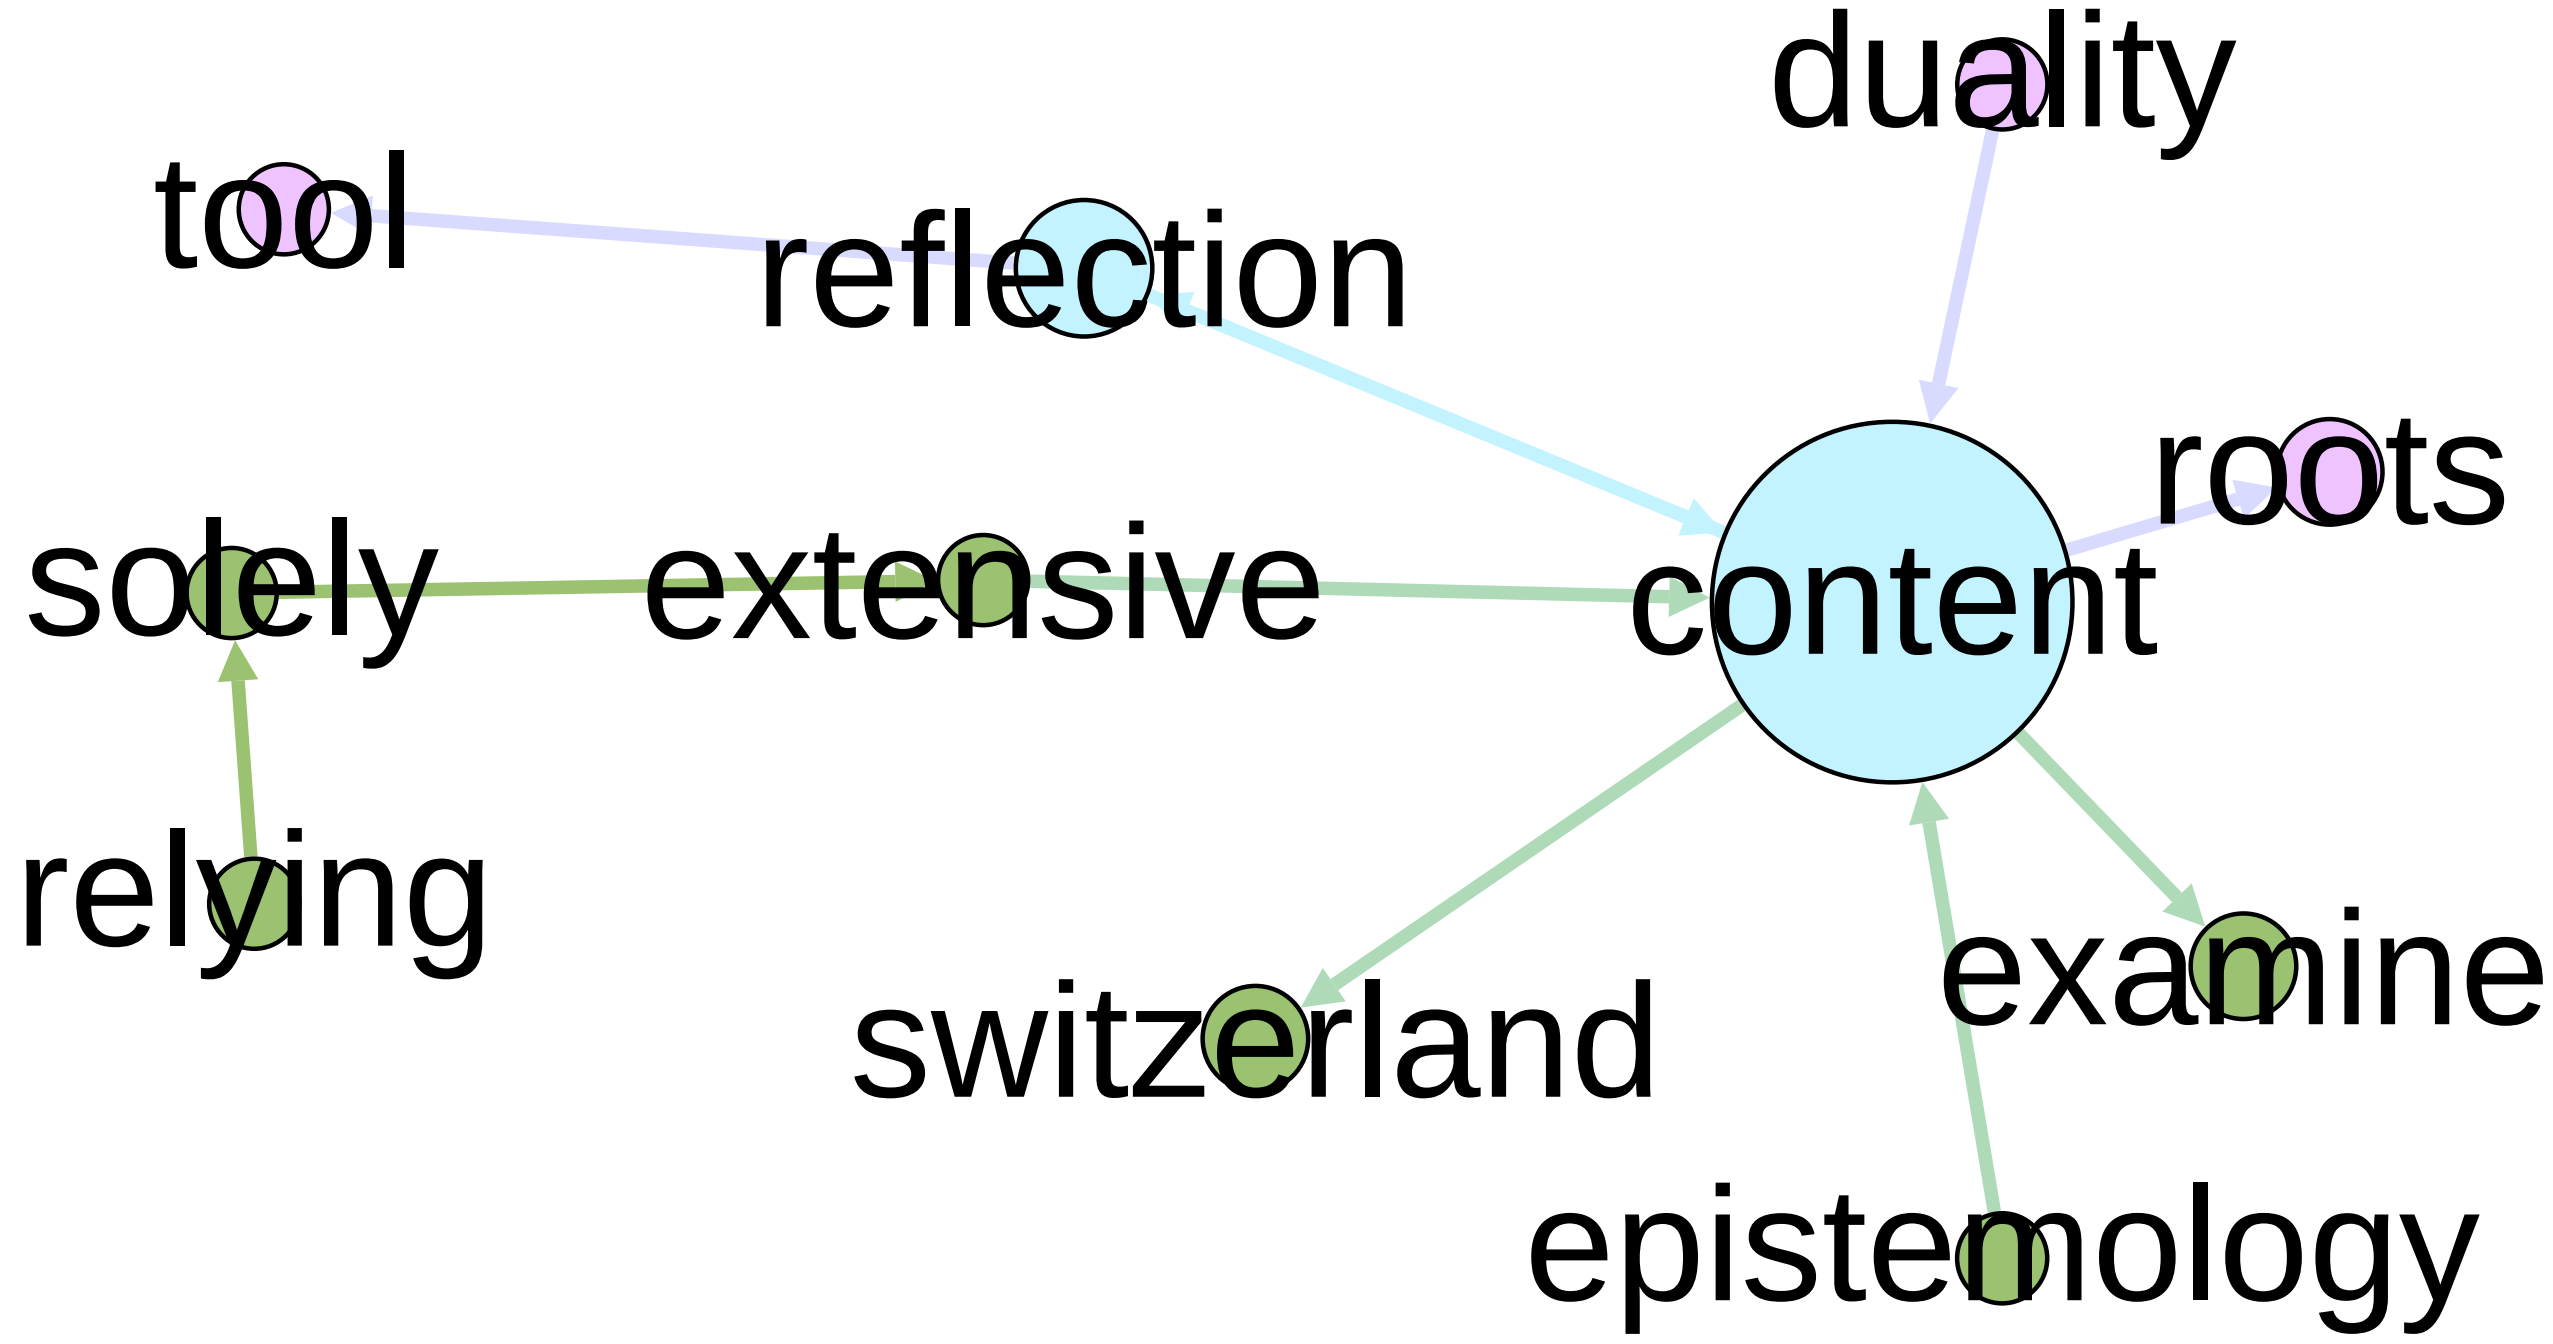 duality
tool
reflection
roots
solely
extensive
content
relying
examine
switzerland
epistemology